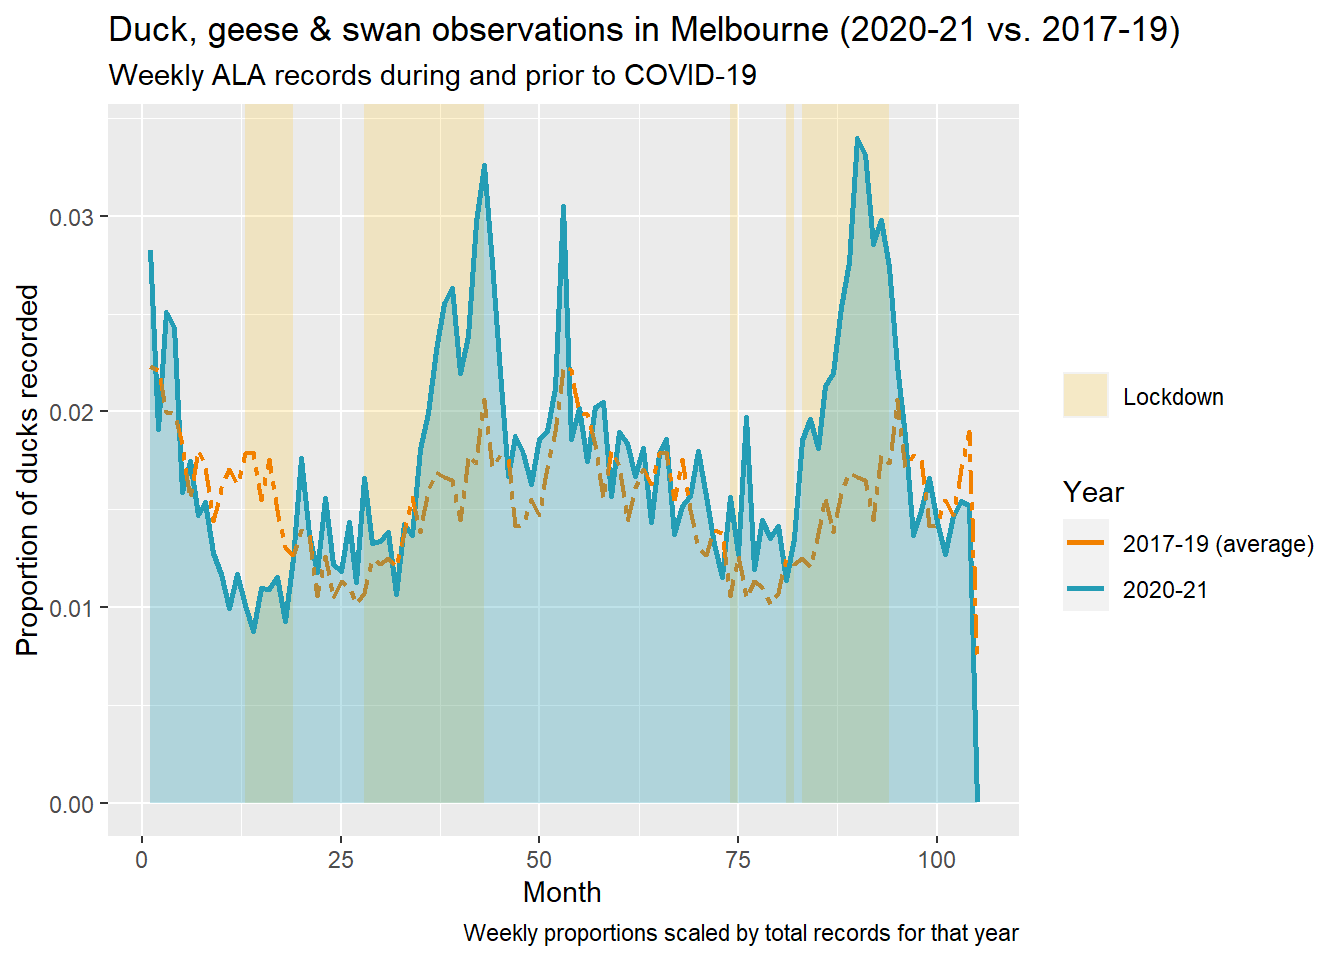 Duck, geese & swan observations in Melbourne (2020-21 vs. 2017-19)
Weekly ALA records during and prior to COVID-19
Proportion of ducks recorded
0.03
0.02
0.01
0.00
0 25 50 75 100
Month
Weekly proportions scaled by total records for that year
Lockdown
Year
2017-19 (average)
2020-21